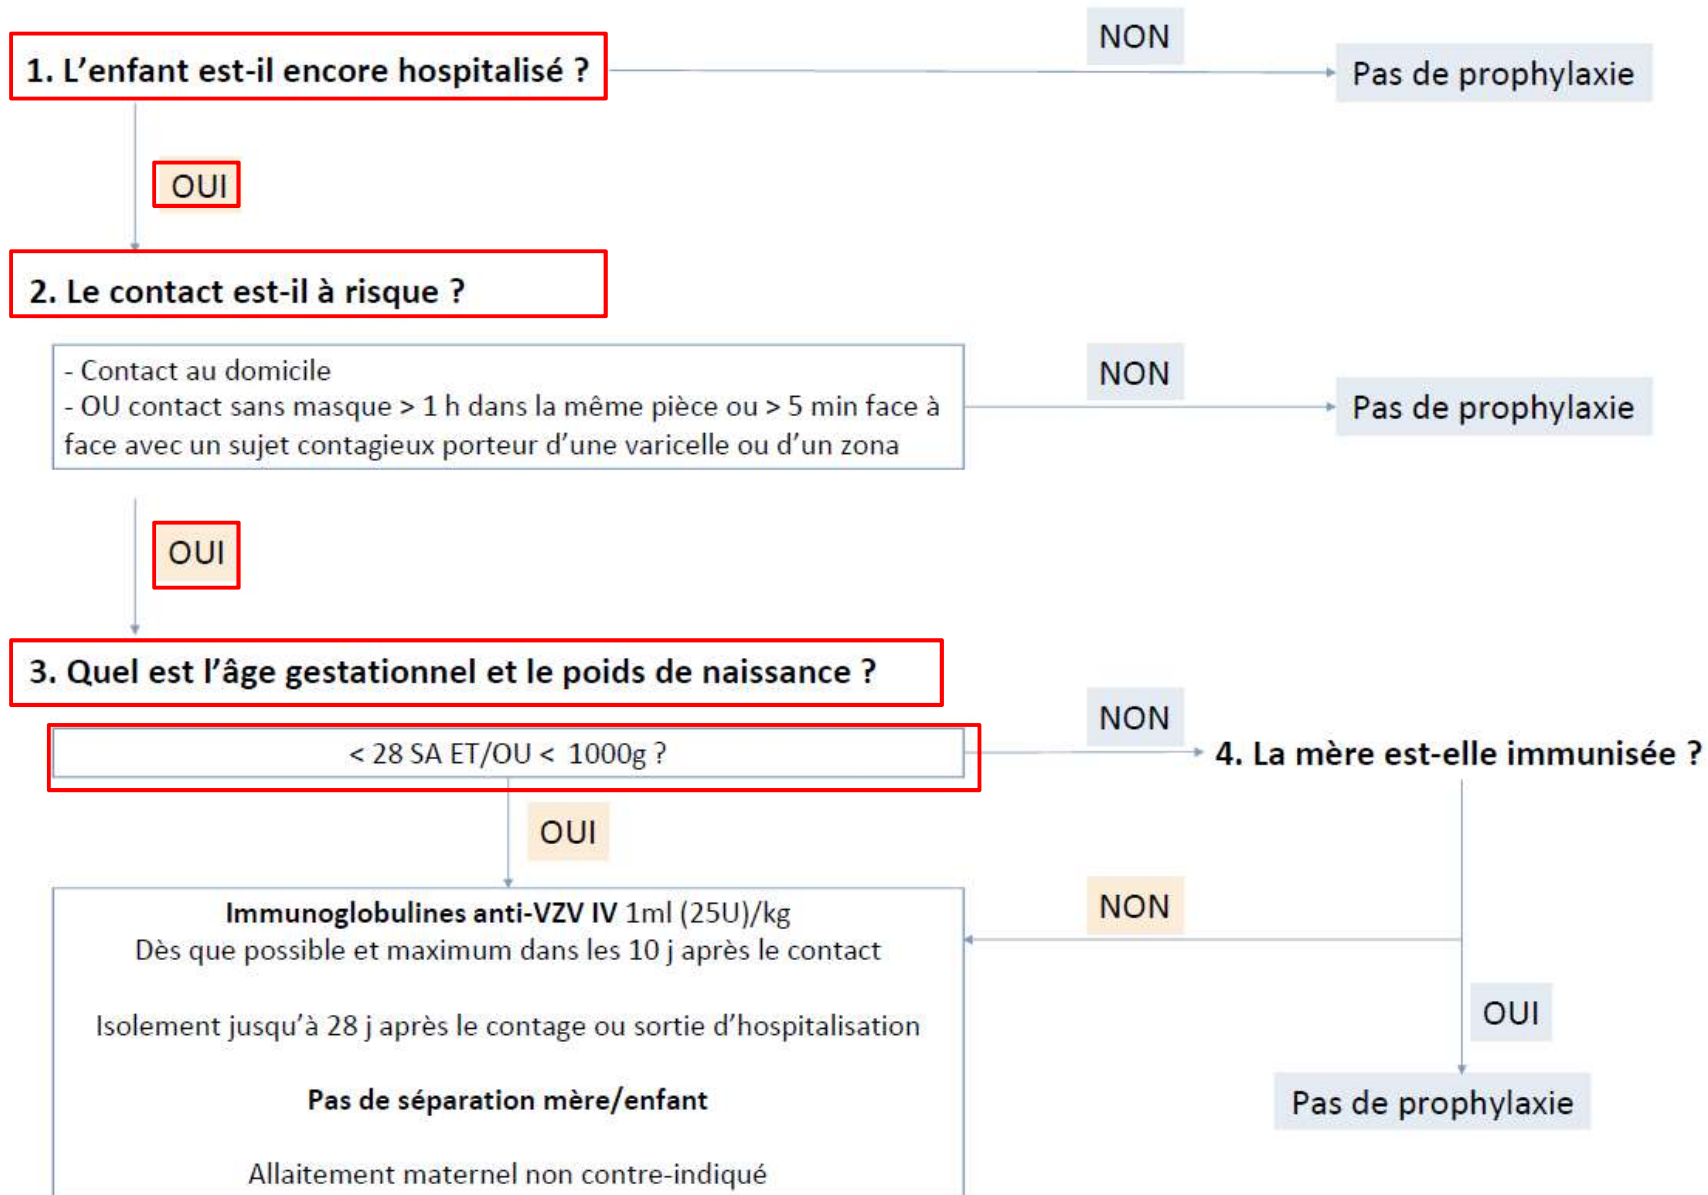 1. L'enfant est-il encore hospitalisé ?
NON
Pas de prophylaxie
OUI
2. Le contact est-il à risque ?
- Contact au domicile
- OU contact sans masque > 1 h dans la même pièce ou > 5 min face à
face avec un sujet contagieux porteur d'une varicelle ou d'un zona
NON
Pas de prophylaxie
OUI
3. Quel est l'âge gestationnel et le poids de naissance ?
< 28 SA ET/OU < 1000g ?
NON
4. La mère est-elle immunisée ?
OUI
Immunoglobulines anti-VZV IV 1ml (25U)/kg
Dès que possible et maximum dans les 10 j après le contact
Isolement jusqu'à 28 j après le contage ou sortie d'hospitalisation
Pas de séparation mère/enfant
Allaitement maternel non contre-indiqué
NON
OUI
Pas de prophylaxie